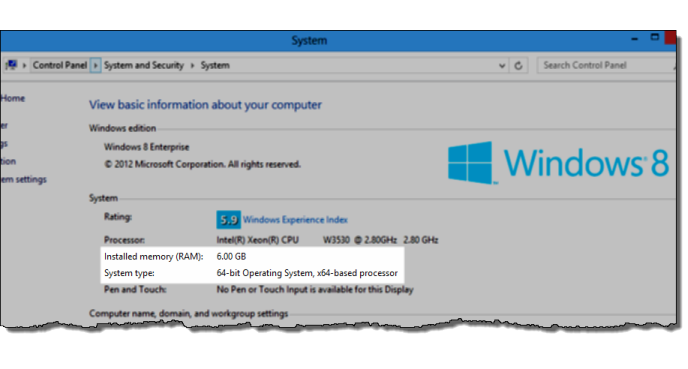 System
Control Panel System and Security System
Search Control Panel
Home
View basic information about your computer
er
Windows edition
gs
Windows 8 Enterprise
tion
© 2012 Microsoft Corporation. All rights reserved.
Windows 8
em settings
System
Rating: 5.9 Windows Experience Index
Processor: Intel(R) Xeon(R) CPU W3530 @ 2.80GHz 2.80 GHz
Installed memory (RAM): 6.00 GB
System type: 64-bit Operating System, x64-based processor
Pen and Touch: No Pen or Touch Input is available for this Display
Computer name, domain, and workgroup settings